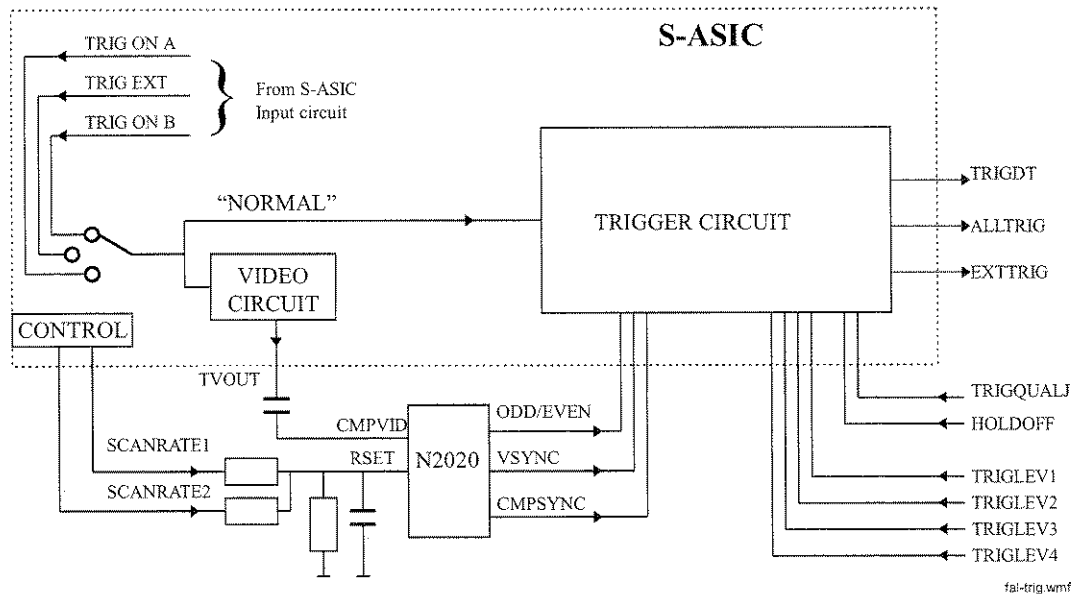 S-ASIC
TRIG ON A
TRIG EXT
TRIG ON B
From S-ASIC
Input circuit
"NORMAL"
VIDEO
CIRCUIT
TRIGGER CIRCUIT
TRIGDT
ALLTRIG
EXTTRIG
CONTROL
TVOUT
CMPVID
ODD/EVEN
SCANRATE1
RSET
N2020
VSYNC
SCANRATE2
CMPSYNC
TRIGQUALJ
HOLDOFF
TRIGLEV1
TRIGLEV2
TRIGLEV3
TRIGLEV4
fal-trig.wmf